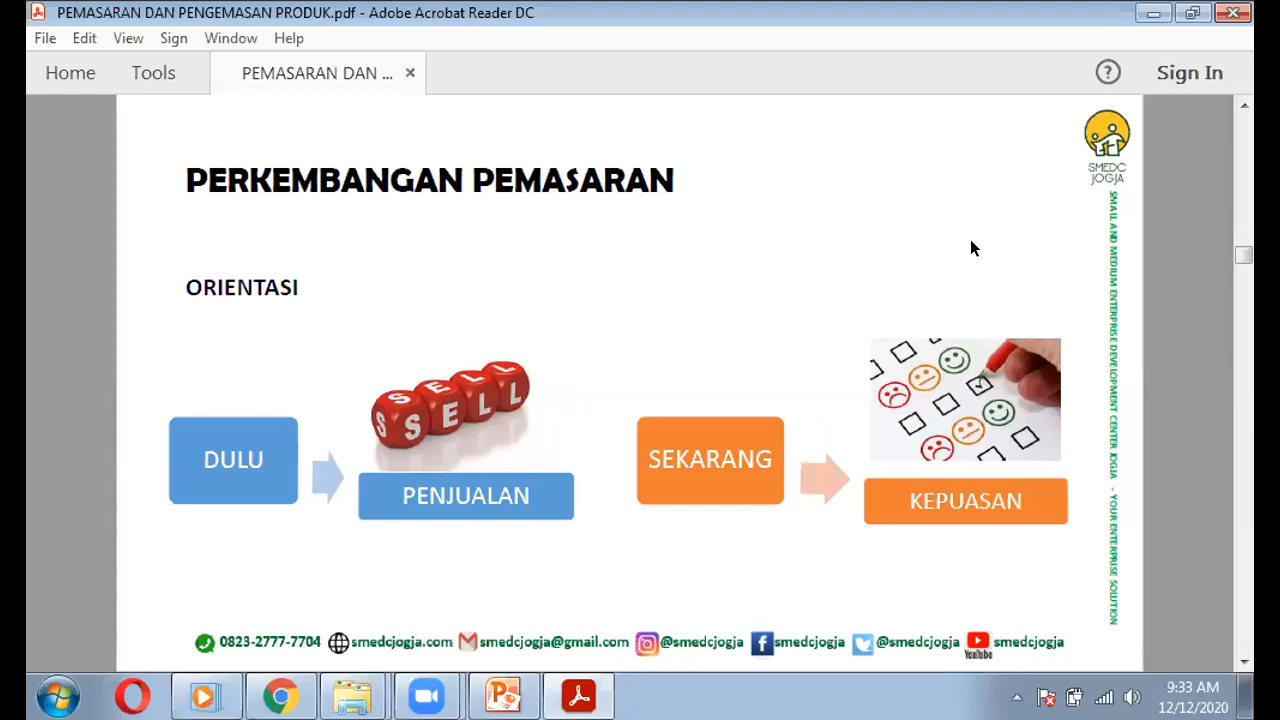 PEMASARAN DAN PENGEMASAN PRODUK.pdf - Adobe Acrobat Reader DC
File Edit View Sign Window Help
Home Tools PEMASARAN DAN ... × ? Sign In
SMEDC
JOGJA
SMALL AND MEDIUM ENTERPRISE DEVELOPMENT CENTER JOGJA - YOUR ENTERPRISE SOLUTION
PERKEMBANGAN PEMASARAN
ORIENTASI
SELL
SELL
DULU
PENJUALAN
SEKARANG
KEPUASAN
0823-2777-7704 smedcjogja.com smedcjogja@gmail.com @smedcjogja smedcjogja @smedcjogja YouTube smedcjogja
9:33 AM
12/12/2020